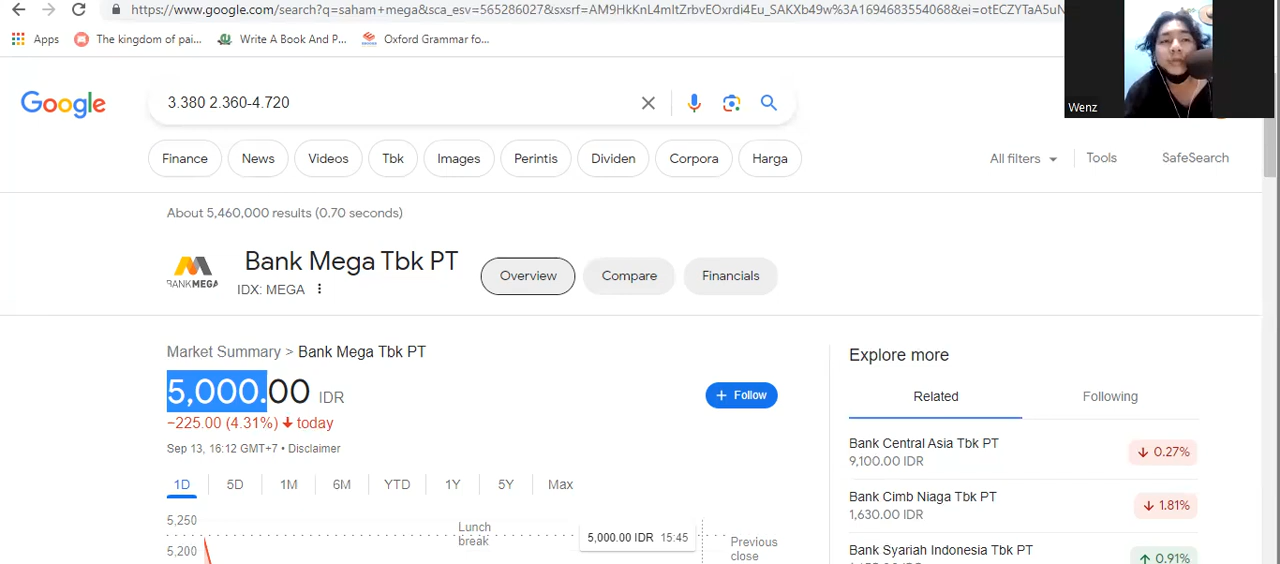 https://www.google.com/search?q=saham+mega&sca_esv=565286027&sxsrf=AM9HkKnL4mItZrbvEOxrdi4Eu_SAKXb49w%3A1694683554068&ei=otECZYTaA5uN
Apps The kingdom of pai... Write A Book And P... Oxford Grammar fo...
Wenz
Google 3.380 2.360-4.720
Finance News Videos Tbk Images Perintis Dividen Corpora Harga All filters Tools SafeSearch
About 5,460,000 results (0.70 seconds)
BANKMEGA
Bank Mega Tbk PT
IDX: MEGA
Overview Compare Financials
Market Summary > Bank Mega Tbk PT
5,000.00 IDR
−225.00 (4.31%) today
Sep 13, 16:12 GMT+7 • Disclaimer
+ Follow
1D 5D 1M 6M YTD 1Y 5Y Max
5,250
5,200
Lunch break
5,000.00 IDR 15:45
Previous close
Explore more
Related Following
Bank Central Asia Tbk PT
9,100.00 IDR
0.27%
Bank Cimb Niaga Tbk PT
1,630.00 IDR
1.81%
Bank Syariah Indonesia Tbk PT
0.91%